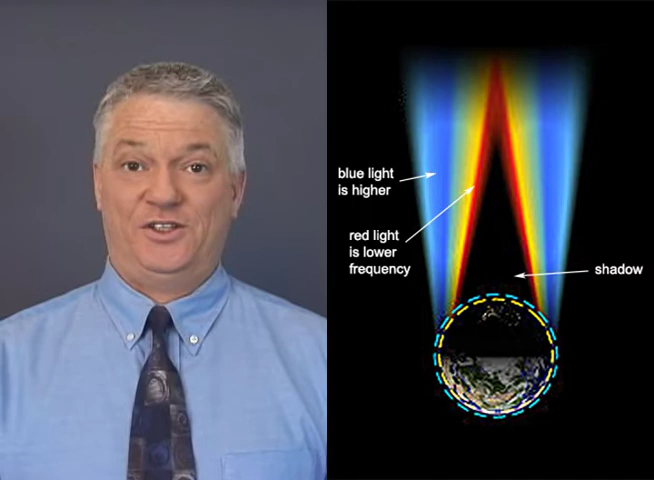 blue light
is higher
red light
is lower
frequency
shadow